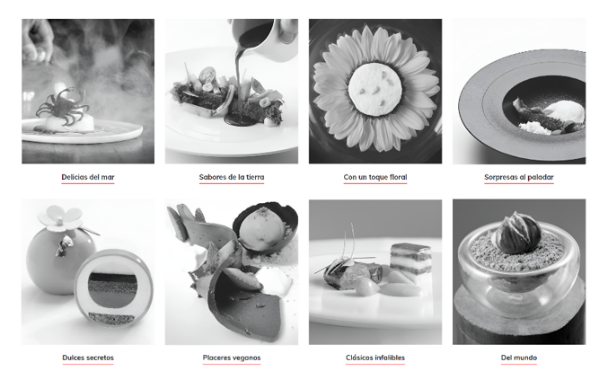 Delicias del mar
Sabores de la tierra
Con un toque floral
Sorpresas al paladar
Dulces secretos
Placeres veganos
Clásicos infalibles
Del mundo